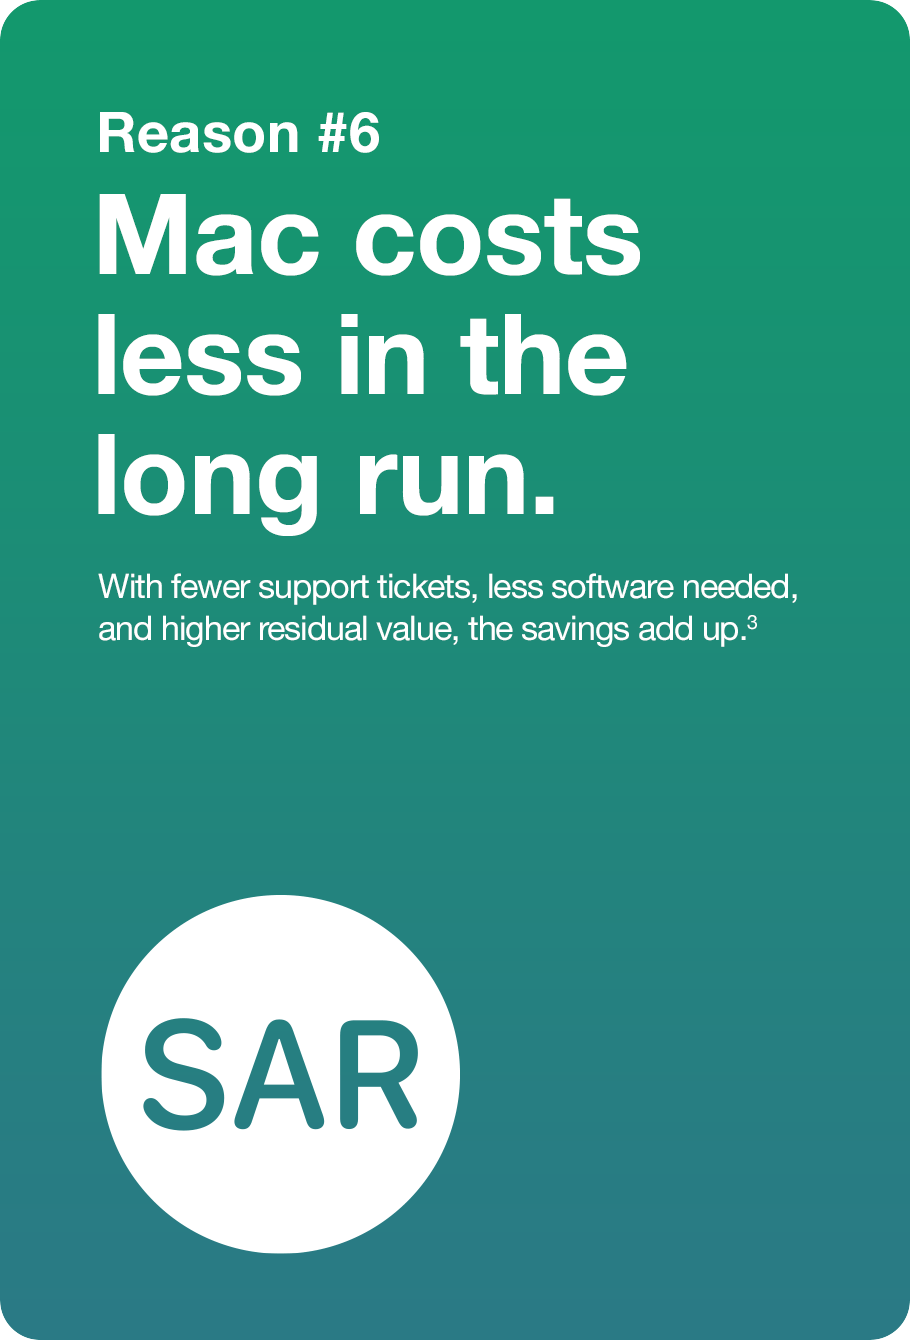 Reason #6
Mac costs
less in the
long run.
With fewer support tickets, less software needed,
and higher residual value, the savings add up.³
SAR